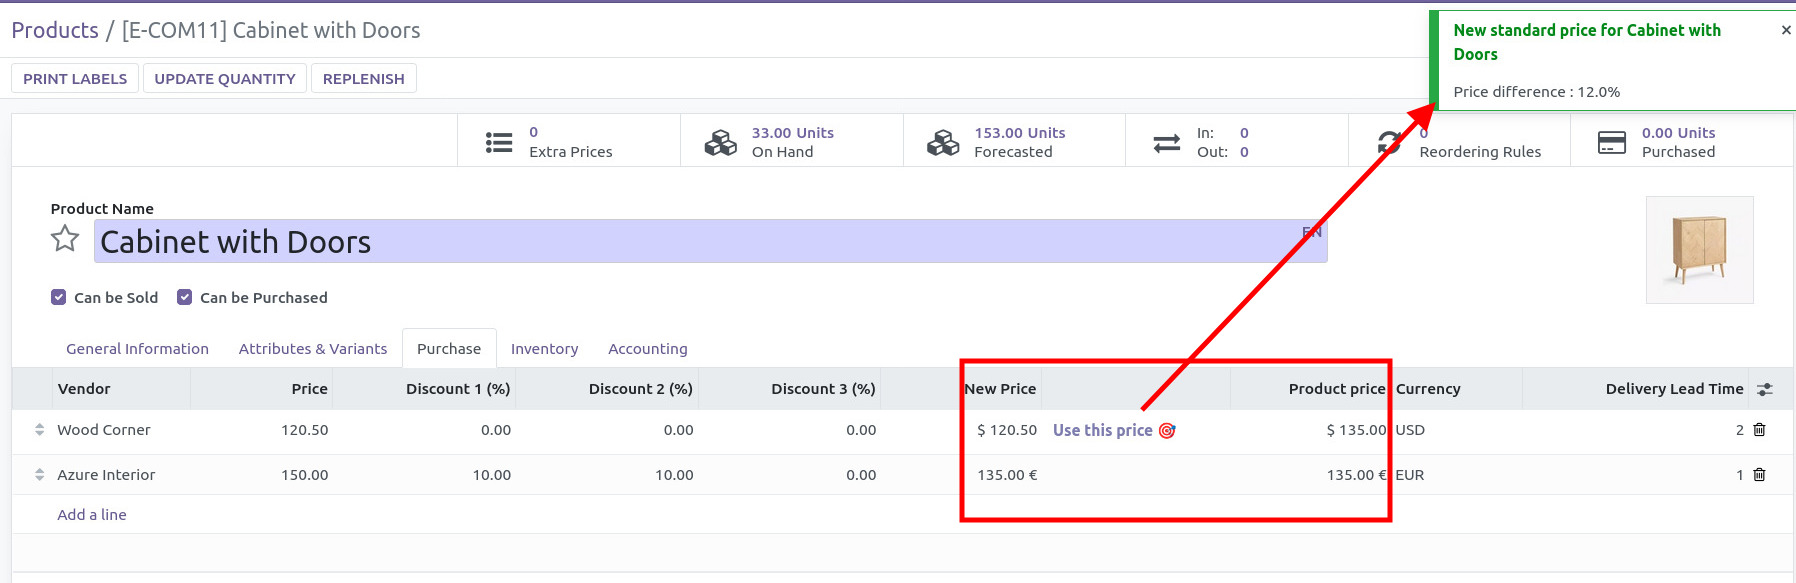 Products / [E-COM11] Cabinet with Doors
New standard price for Cabinet with
Doors
×
Price difference : 12.0%
PRINT LABELS UPDATE QUANTITY REPLENISH
0
Extra Prices
33.00 Units
On Hand
153.00 Units
Forecasted
In: 0
Out: 0
0
Reordering Rules
0.00 Units
Purchased
Product Name
Cabinet with Doors EN
Can be Sold Can be Purchased
General Information Attributes & Variants Purchase Inventory Accounting
Vendor Price Discount 1 (%) Discount 2 (%) Discount 3 (%) New Price Product price Currency Delivery Lead Time
Wood Corner 120.50 0.00 0.00 0.00 $ 120.50 Use this price 🎯 $ 135.00 USD 2
Azure Interior 150.00 10.00 10.00 0.00 135.00 € 135.00 € EUR 1
Add a line